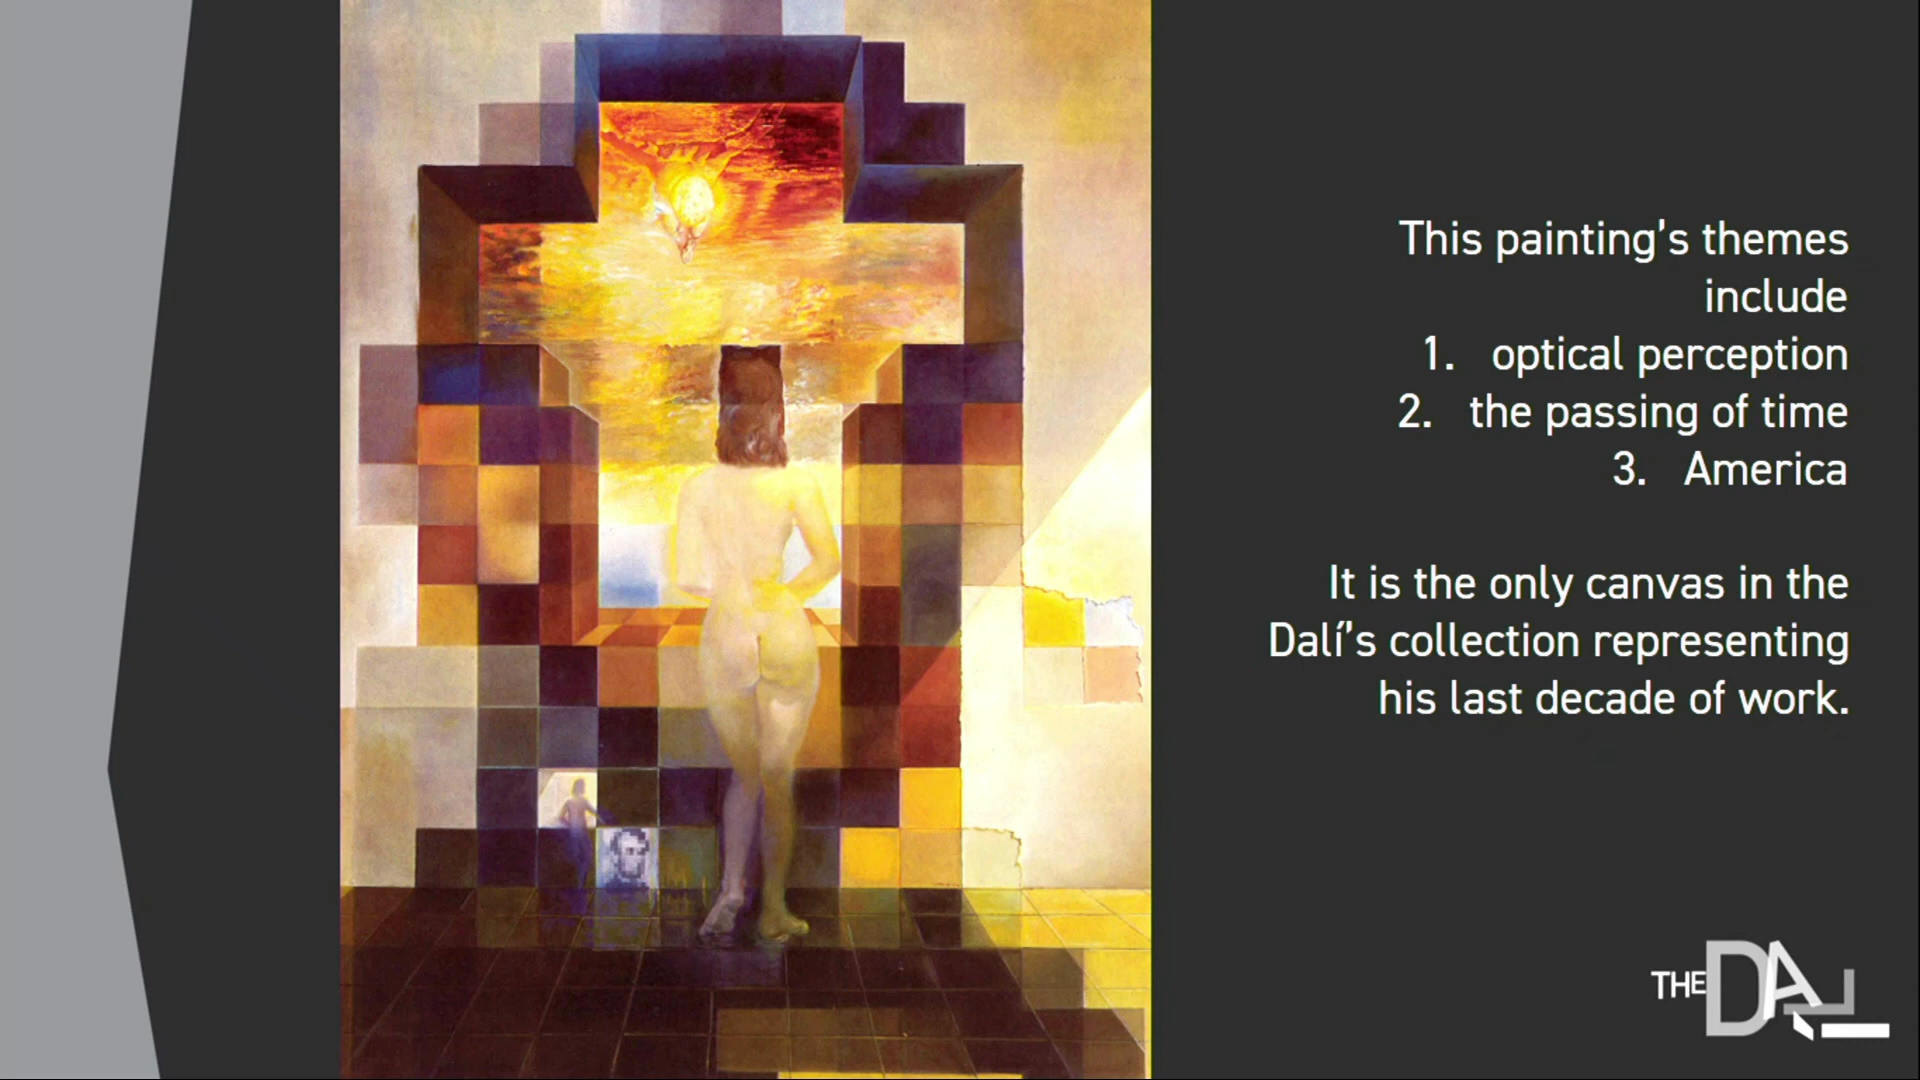 This painting’s themes
include
1. optical perception
2. the passing of time
3. America
It is the only canvas in the
Dalí”s collection representing
his last decade of work.
THE DALÍ